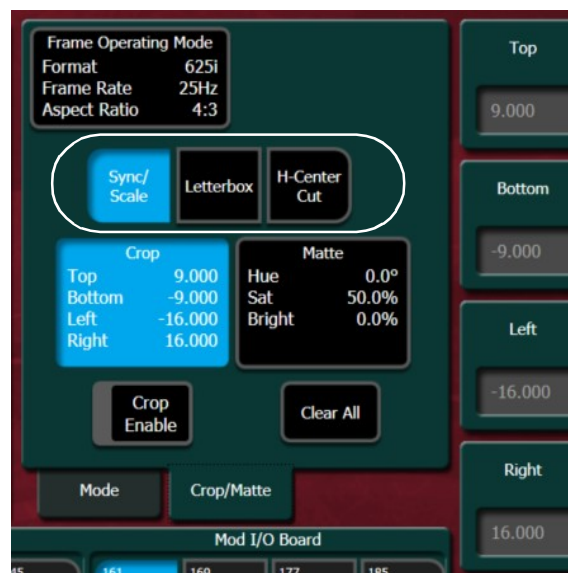 Frame Operating Mode
Format 625i
Frame Rate 25Hz
Aspect Ratio 4:3
Sync/
Scale
Letterbox
H-Center
Cut
Crop
Top 9.000
Bottom -9.000
Left -16.000
Right 16.000
Matte
Hue 0.0°
Sat 50.0%
Bright 0.0%
Crop
Enable
Clear All
Mode
Crop/Matte
Top
9.000
Bottom
-9.000
Left
-16.000
Right
16.000
Mod I/O Board
161 169 177 185